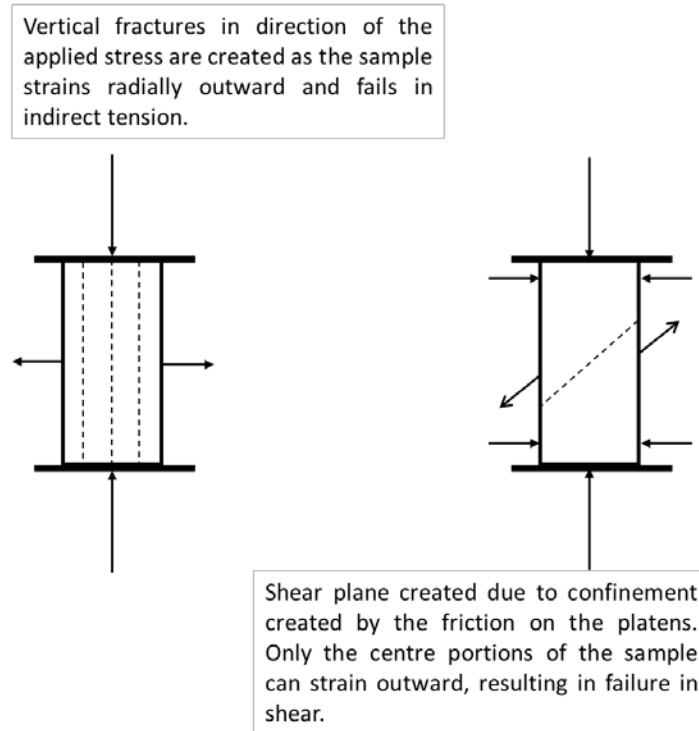 Vertical fractures in direction of the
applied stress are created as the sample
strains radially outward and fails in
indirect tension.
Shear plane created due to confinement
created by the friction on the platens.
Only the centre portions of the sample
can strain outward, resulting in failure in
shear.